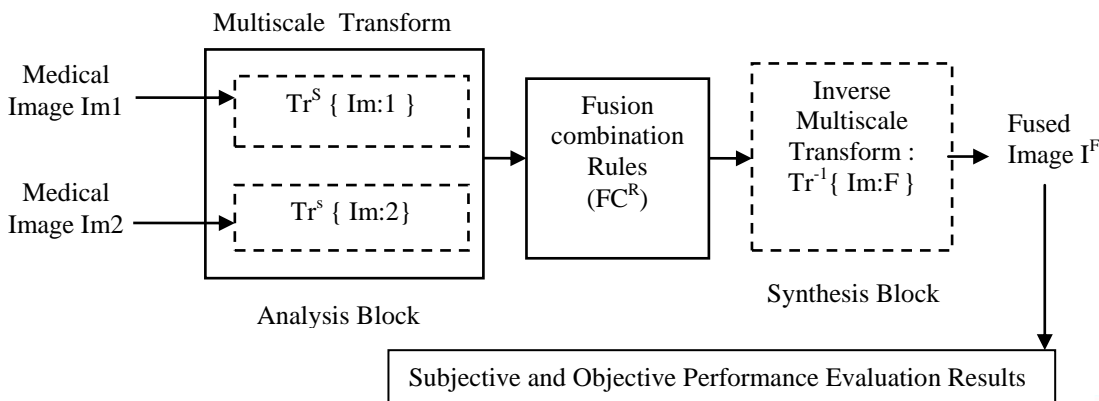 Multiscale Transform
Medical
Image Im1
Tr^S { Im:1 }
Medical
Image Im2
Tr^s { Im:2}
Analysis Block
Fusion
combination
Rules
(FC^R)
Inverse
Multiscale
Transform :
Tr^-1{ Im:F }
Synthesis Block
Fused
Image I^F
Subjective and Objective Performance Evaluation Results